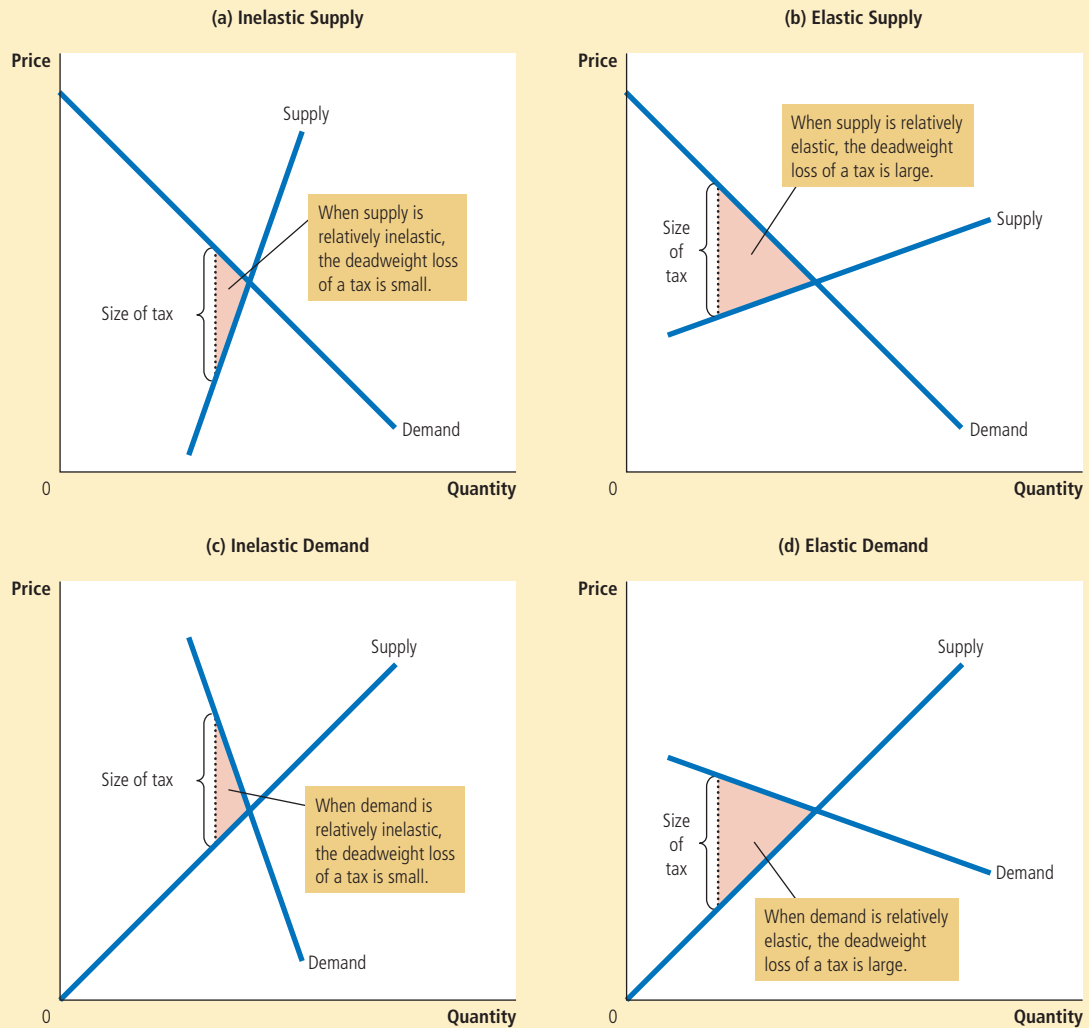 (a) Inelastic Supply
Price
Supply
When supply is
relatively inelastic,
the deadweight loss
of a tax is small.
Size of tax
Demand
0
Quantity
(b) Elastic Supply
Price
When supply is relatively
elastic, the deadweight
loss of a tax is large.
Size
of
tax
Supply
Demand
0
Quantity
(c) Inelastic Demand
Price
Supply
Size of tax
When demand is
relatively inelastic,
the deadweight loss
of a tax is small.
Demand
0
Quantity
(d) Elastic Demand
Price
Supply
Size
of
tax
Demand
When demand is relatively
elastic, the deadweight
loss of a tax is large.
0
Quantity